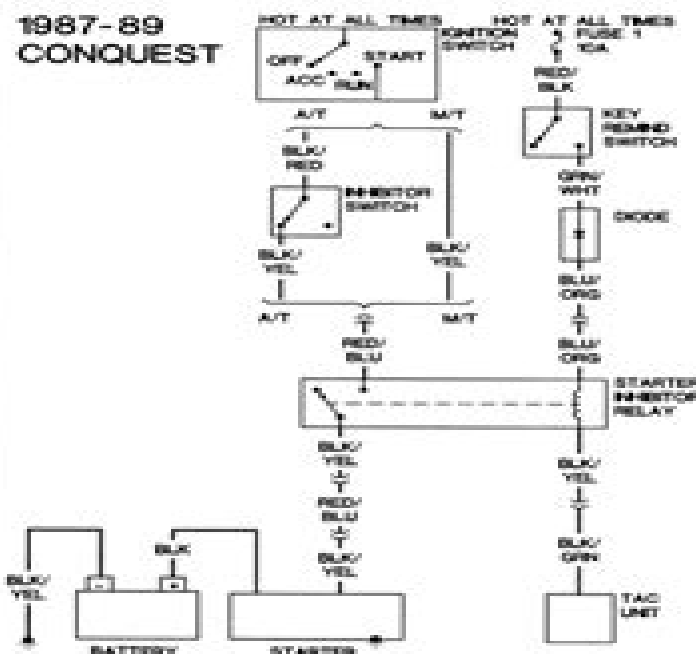 1987-89
CONQUEST
HOT AT ALL TIMES
HOT AT ALL TIMES
IGNITION
SWITCH
FUSE 1
10A
OFF
START
ACC
RUN
RED/
BLK
KEY
REMIND
SWITCH
A/T
M/T
BLK/
RED
INHIBITOR
SWITCH
GRN/
WHT
DIODE
BLK/
YEL
BLK/
YEL
BLU/
ORG
A/T
M/T
RED/
BLU
BLU/
ORG
STARTER
INHIBITOR
RELAY
BLK/
YEL
BLK/
YEL
RED/
BLU
BLK
BLK/
YEL
BLK/
GRN
BLK/
YEL
- +
TAC
UNIT
BATTERY
STARTER